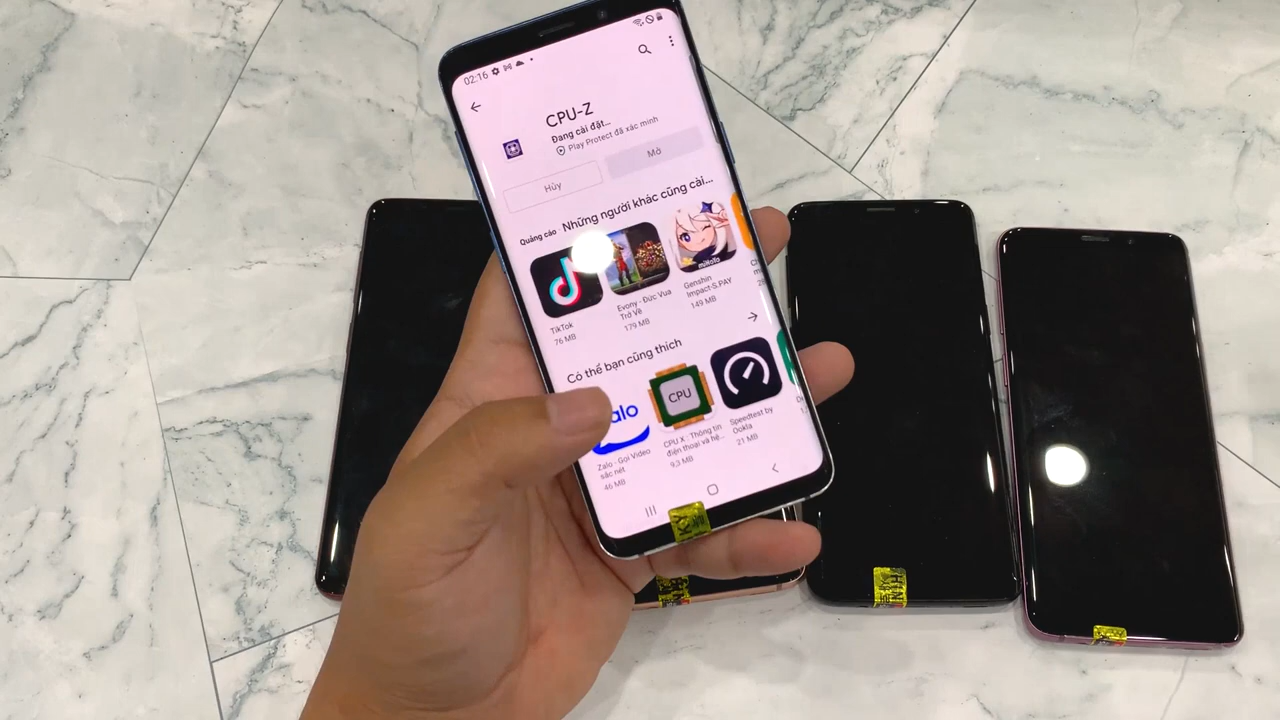 02:16
CPU-Z
Đang cài đặt...
Play Protect đã xác minh
Hủy
Mở
Quảng cáo
Những người khác cũng cài...
miHoYo
TikTok
76 MB
Evony - Đức Vua
Trở Về
179 MB
Genshin
Impact-S.PAY
149 MB
Có thể bạn cũng thích
CPU
Zalo - Gọi Video
sắc nét
46 MB
CPU X : Thông tin
điện thoại và hệ...
9,3 MB
Speedtest by
Ookla
21 MB